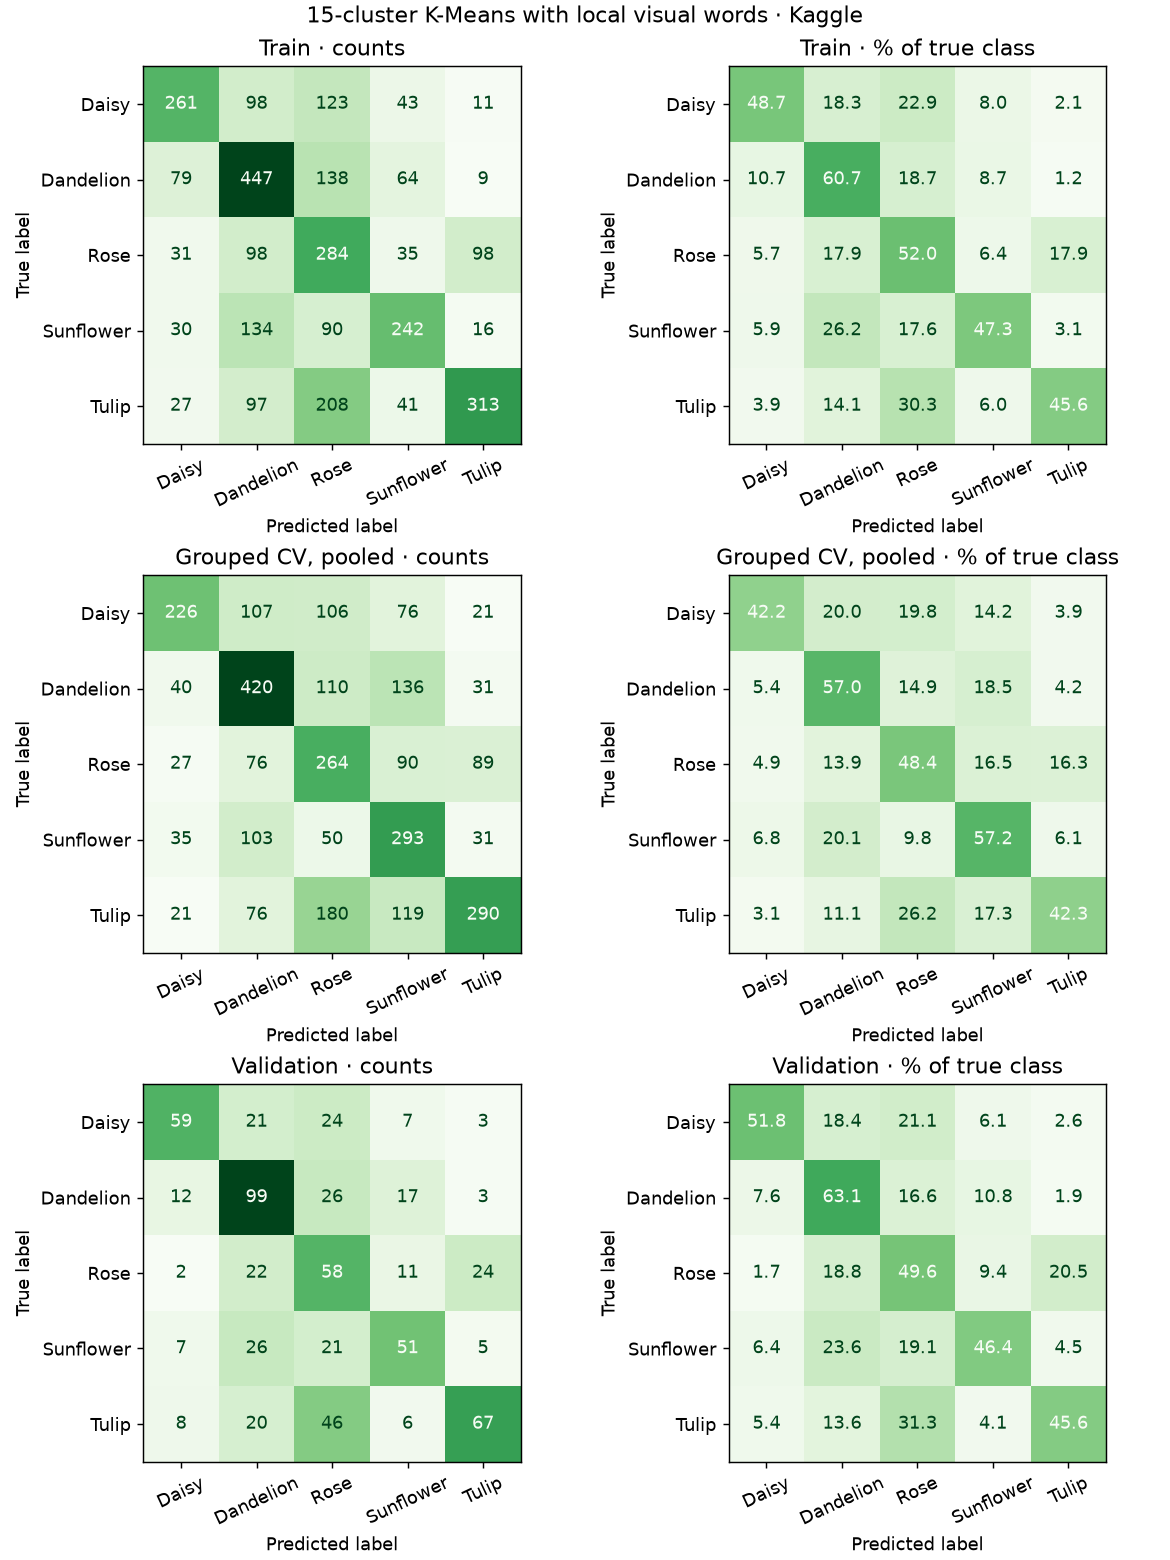 15-cluster K-Means with local visual words · Kaggle
Train · counts
True label
Daisy 261 98 123 43 11
Dandelion 79 447 138 64 9
Rose 31 98 284 35 98
Sunflower 30 134 90 242 16
Tulip 27 97 208 41 313
Daisy Dandelion Rose Sunflower Tulip
Predicted label
Train · % of true class
True label
Daisy 48.7 18.3 22.9 8.0 2.1
Dandelion 10.7 60.7 18.7 8.7 1.2
Rose 5.7 17.9 52.0 6.4 17.9
Sunflower 5.9 26.2 17.6 47.3 3.1
Tulip 3.9 14.1 30.3 6.0 45.6
Daisy Dandelion Rose Sunflower Tulip
Predicted label
Grouped CV, pooled · counts
True label
Daisy 226 107 106 76 21
Dandelion 40 420 110 136 31
Rose 27 76 264 90 89
Sunflower 35 103 50 293 31
Tulip 21 76 180 119 290
Daisy Dandelion Rose Sunflower Tulip
Predicted label
Grouped CV, pooled · % of true class
True label
Daisy 42.2 20.0 19.8 14.2 3.9
Dandelion 5.4 57.0 14.9 18.5 4.2
Rose 4.9 13.9 48.4 16.5 16.3
Sunflower 6.8 20.1 9.8 57.2 6.1
Tulip 3.1 11.1 26.2 17.3 42.3
Daisy Dandelion Rose Sunflower Tulip
Predicted label
Validation · counts
True label
Daisy 59 21 24 7 3
Dandelion 12 99 26 17 3
Rose 2 22 58 11 24
Sunflower 7 26 21 51 5
Tulip 8 20 46 6 67
Daisy Dandelion Rose Sunflower Tulip
Predicted label
Validation · % of true class
True label
Daisy 51.8 18.4 21.1 6.1 2.6
Dandelion 7.6 63.1 16.6 10.8 1.9
Rose 1.7 18.8 49.6 9.4 20.5
Sunflower 6.4 23.6 19.1 46.4 4.5
Tulip 5.4 13.6 31.3 4.1 45.6
Daisy Dandelion Rose Sunflower Tulip
Predicted label